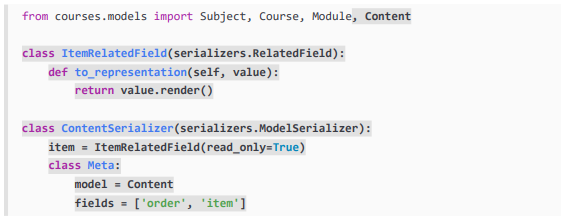 from courses.models import Subject, Course, Module, Content
class ItemRelatedField(serializers.RelatedField):
    def to_representation(self, value):
        return value.render()
class ContentSerializer(serializers.ModelSerializer):
    item = ItemRelatedField(read_only=True)
    class Meta:
        model = Content
        fields = ['order', 'item']